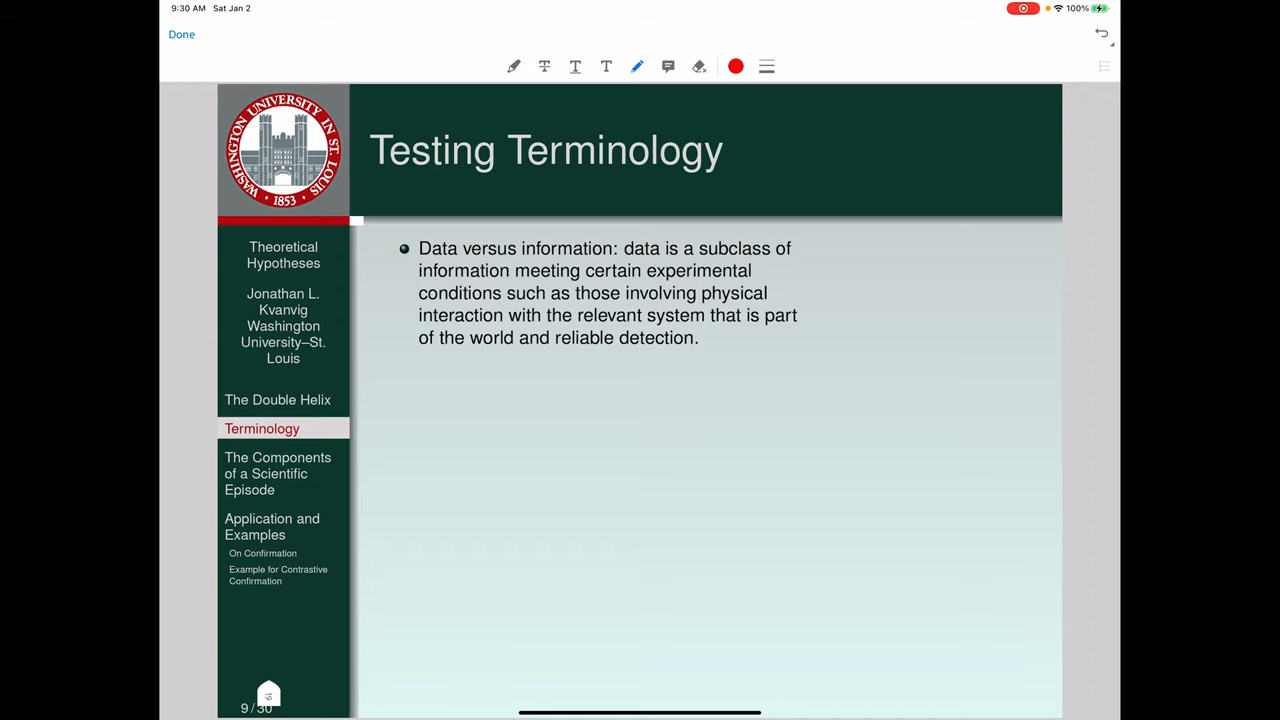 9:30 AM Sat Jan 2
100%
Done
WASHINGTON UNIVERSITY IN ST. LOUIS
1853
Testing Terminology
Theoretical
Hypotheses
Jonathan L.
Kvanvig
Washington
University–St.
Louis
The Double Helix
Terminology
The Components
of a Scientific
Episode
Application and
Examples
On Confirmation
Example for Contrastive
Confirmation
19
9 / 30
Data versus information: data is a subclass of
information meeting certain experimental
conditions such as those involving physical
interaction with the relevant system that is part
of the world and reliable detection.